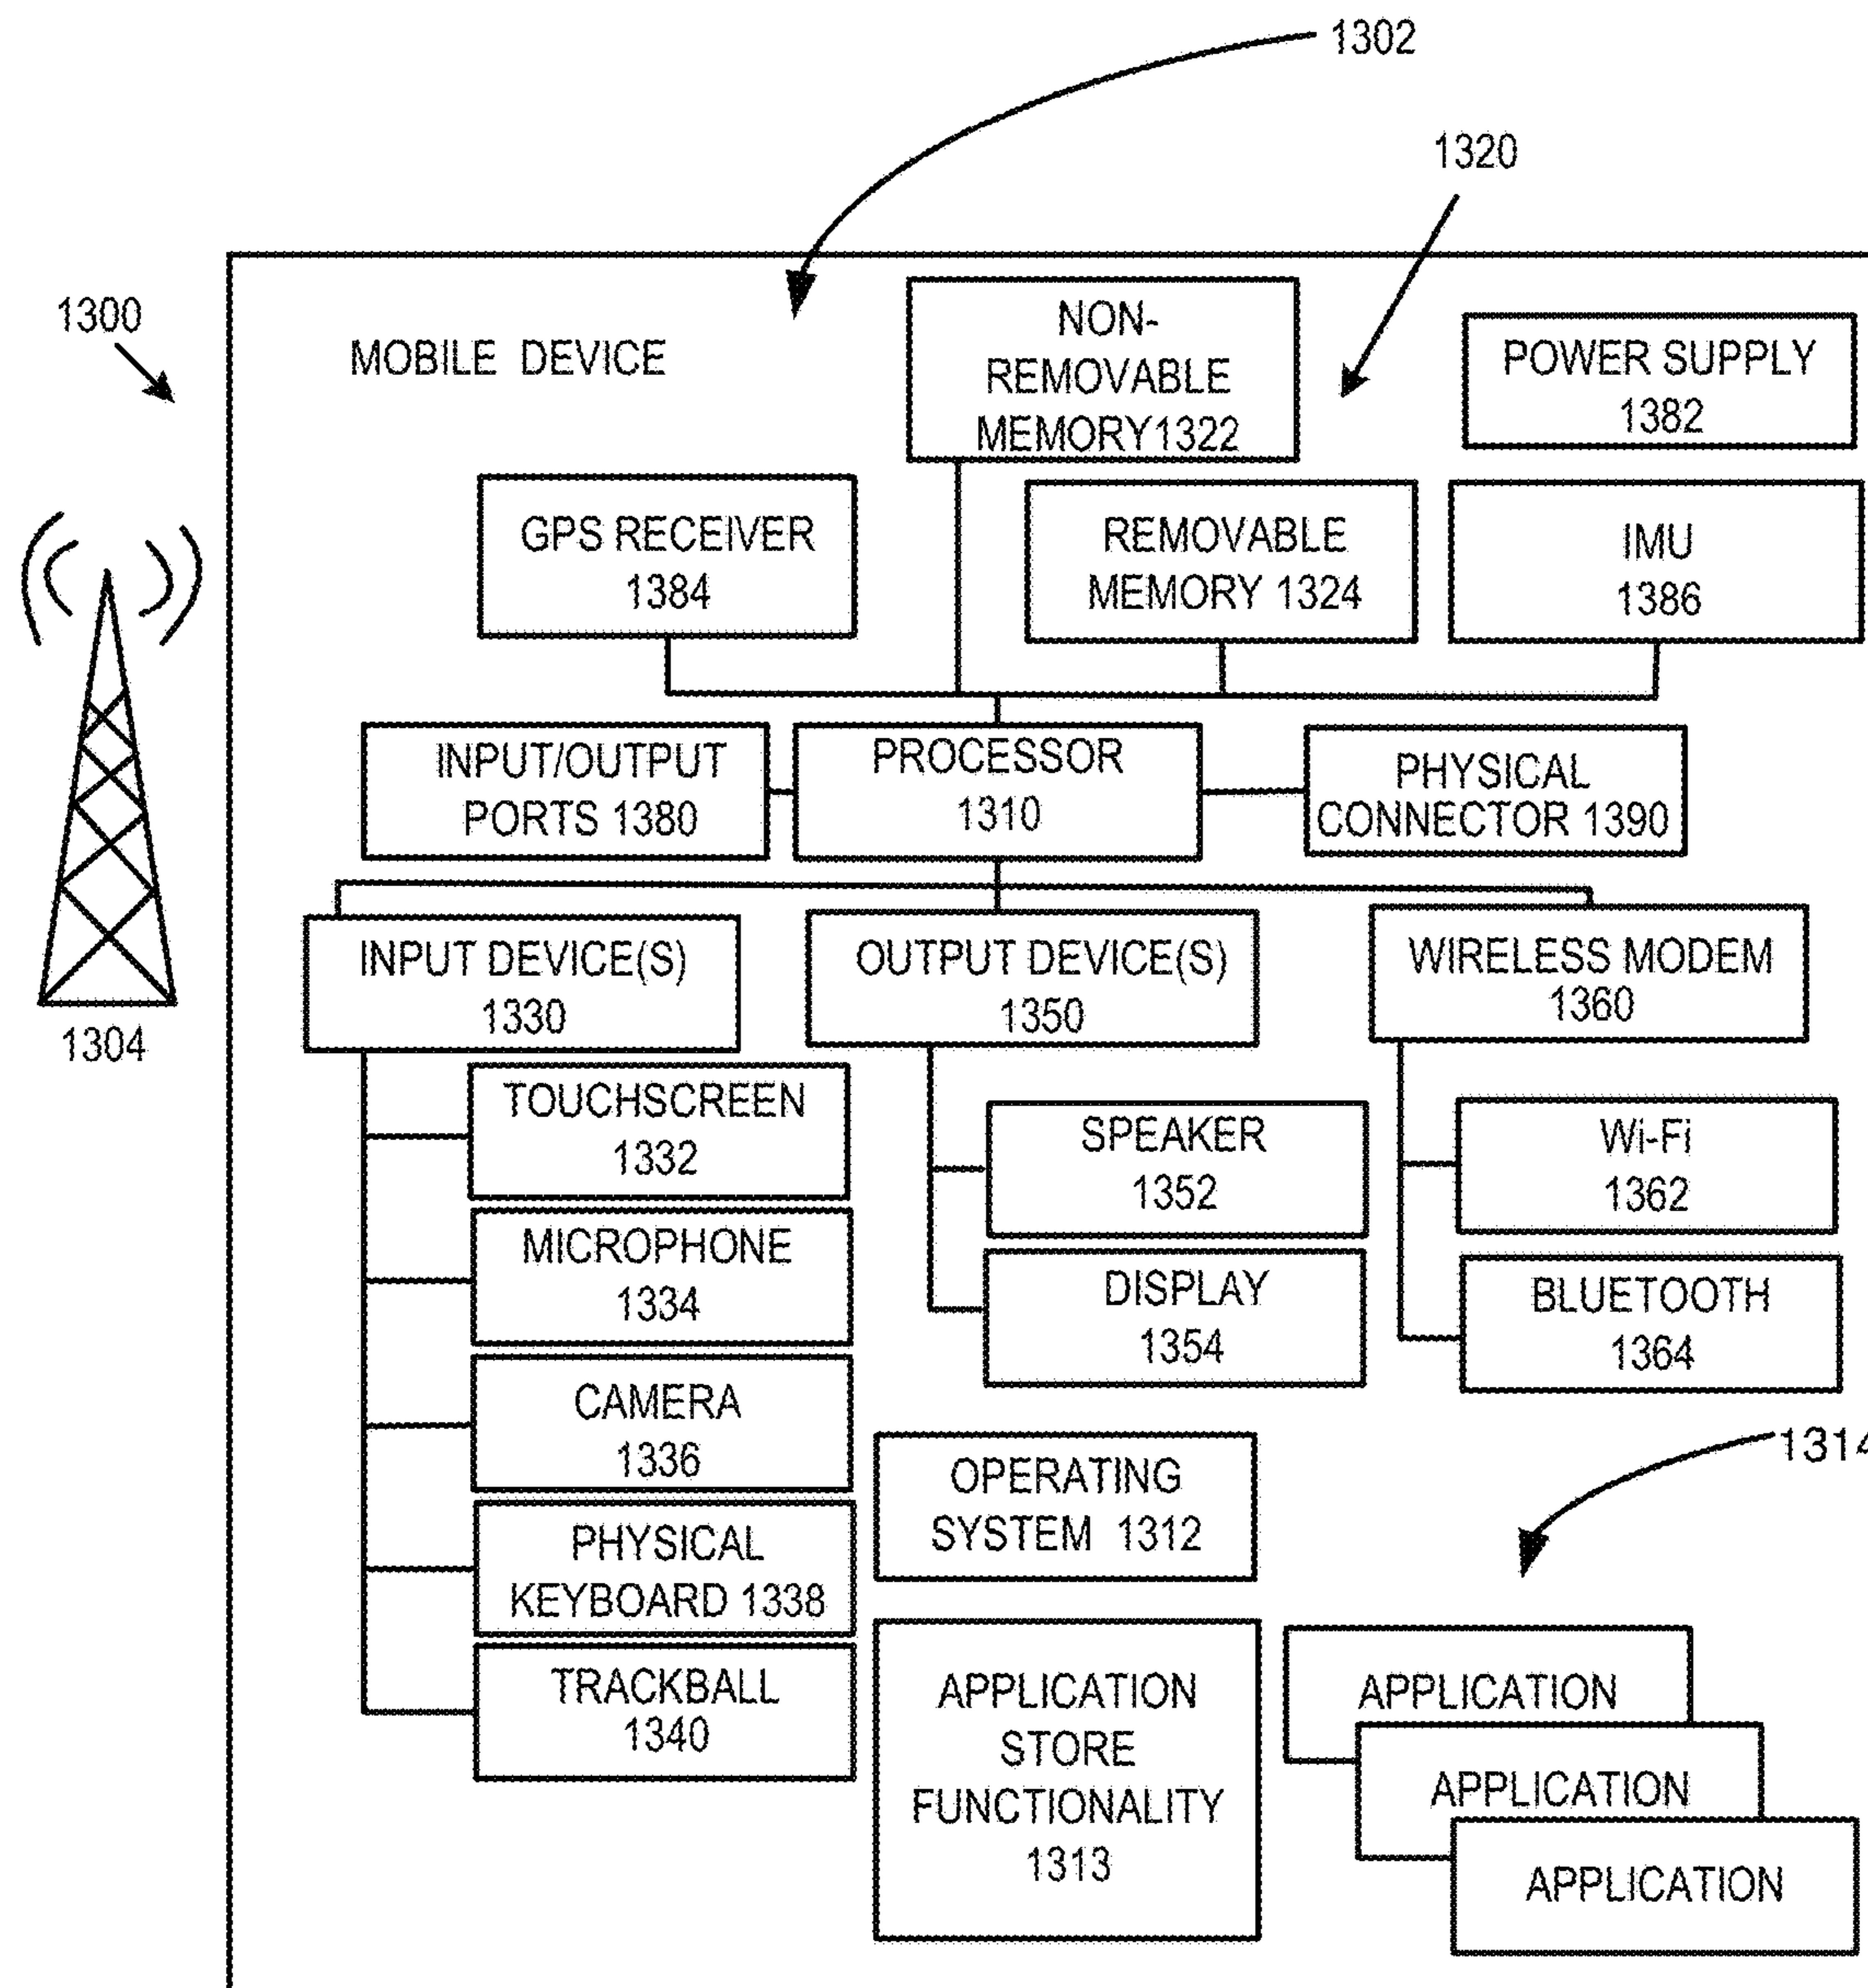 1302
1320
1300
MOBILE DEVICE
NON-
REMOVABLE
MEMORY1322
POWER SUPPLY
1382
GPS RECEIVER
1384
REMOVABLE
MEMORY 1324
IMU
1386
INPUT/OUTPUT
PORTS 1380
PROCESSOR
1310
PHYSICAL
CONNECTOR 1390
1304
INPUT DEVICE(S)
1330
OUTPUT DEVICE(S)
1350
WIRELESS MODEM
1360
TOUCHSCREEN
1332
MICROPHONE
1334
CAMERA
1336
PHYSICAL
KEYBOARD 1338
TRACKBALL
1340
SPEAKER
1352
DISPLAY
1354
Wi-Fi
1362
BLUETOOTH
1364
OPERATING
SYSTEM 1312
APPLICATION
STORE
FUNCTIONALITY
1313
1314
APPLICATION
APPLICATION
APPLICATION